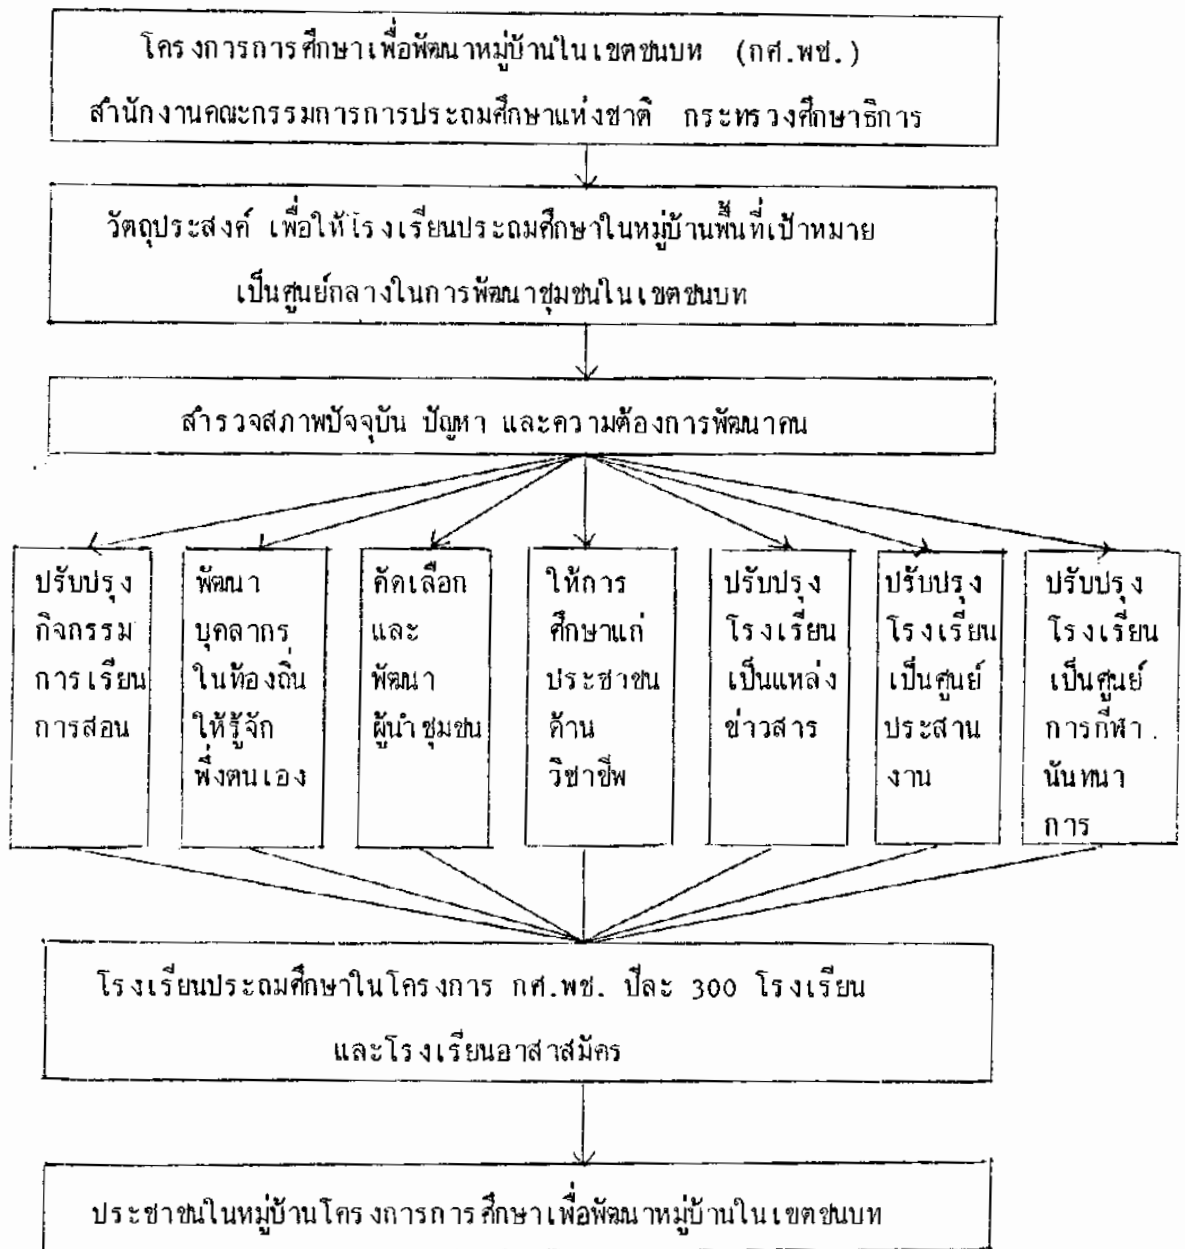 โครงการการศึกษาเพื่อพัฒนาหมู่บ้านในเขตชนบท (กศ.พช.)
สำนักงานคณะกรรมการการประถมศึกษาแห่งชาติ กระทรวงศึกษาธิการ
วัตถุประสงค์ เพื่อให้โรงเรียนประถมศึกษาในหมู่บ้านพื้นที่เป้าหมาย
เป็นศูนย์กลางในการพัฒนาชุมชนในเขตชนบท
สำรวจสภาพปัจจุบัน ปัญหา และความต้องการพัฒนาคน
ปรับปรุง
กิจกรรม
การเรียน
การสอน
พัฒนา
บุคลากร
ในท้องถิ่น
ให้รู้จัก
พึ่งตนเอง
คัดเลือก
และ
พัฒนา
ผู้นำชุมชน
ให้การ
ศึกษาแก่
ประชาชน
ด้าน
วิชาชีพ
ปรับปรุง
โรงเรียน
เป็นแหล่ง
ข่าวสาร
ปรับปรุง
โรงเรียน
เป็นศูนย์
ประสาน
งาน
ปรับปรุง
โรงเรียน
เป็นศูนย์
การกีฬา
นันทนา
การ
โรงเรียนประถมศึกษาในโครงการ กศ.พช. ปีละ 300 โรงเรียน
และโรงเรียนอาสาสมัคร
ประชาชนในหมู่บ้านโครงการการศึกษาเพื่อพัฒนาหมู่บ้านในเขตชนบท